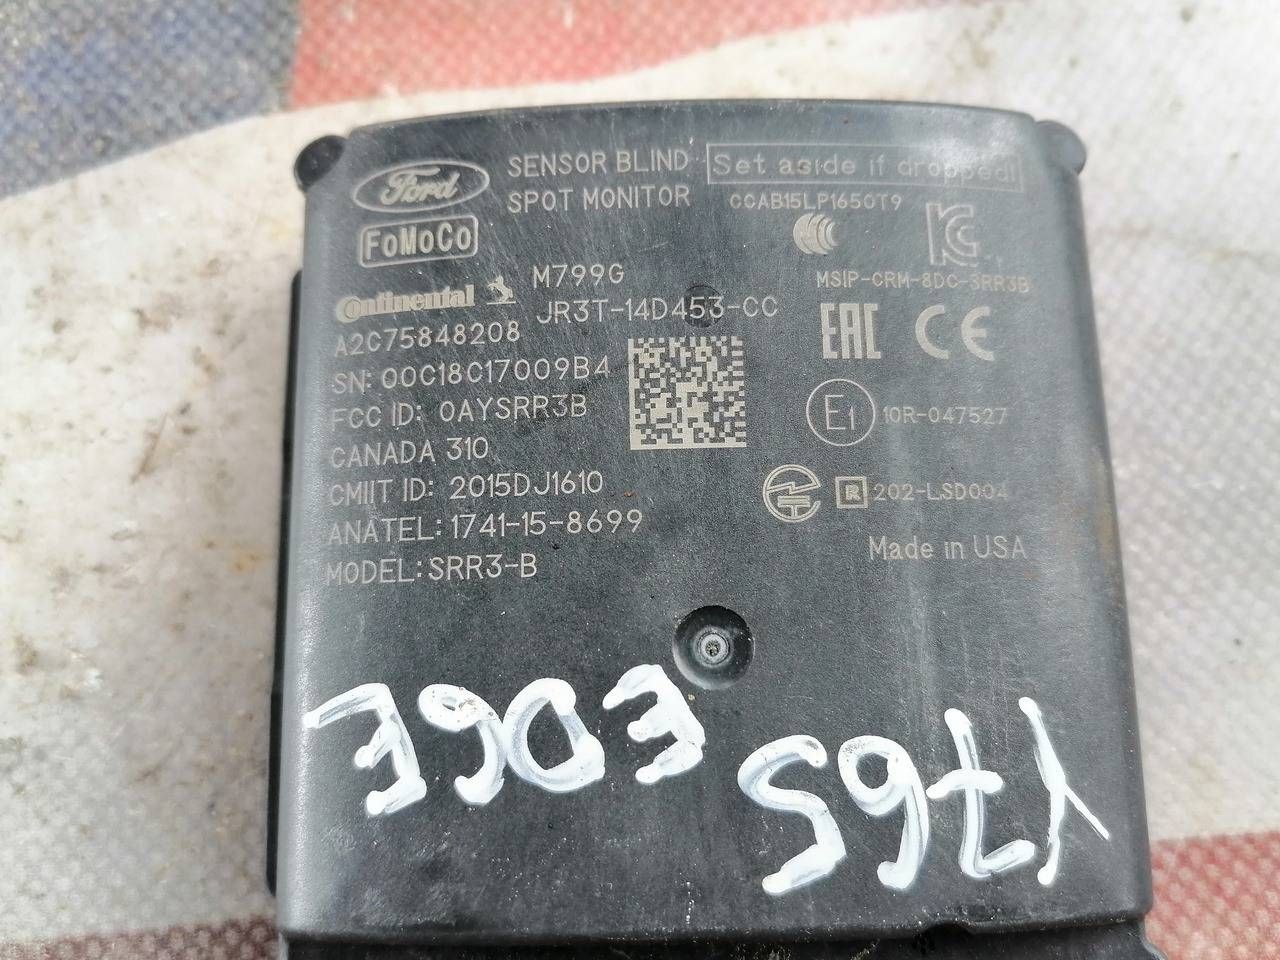 Ford
SENSOR BLIND
SPOT MONITOR
Set aside if dropped!
CCAB15LP1650T9
FoMoCo
MSIP-CRM-8DC-SRR3B
Continental
M799G
JR3T-14D453-CC
A2C75848208
EAC CE
SN: 00C18C17009B4
FCC ID: 0AYSRR3B
E1 10R-047527
CANADA 310
CMIIT ID: 2015DJ1610
R 202-LSD004
ANATEL: 1741-15-8699
Made in USA
MODEL: SRR3-B
Y765
EDGE